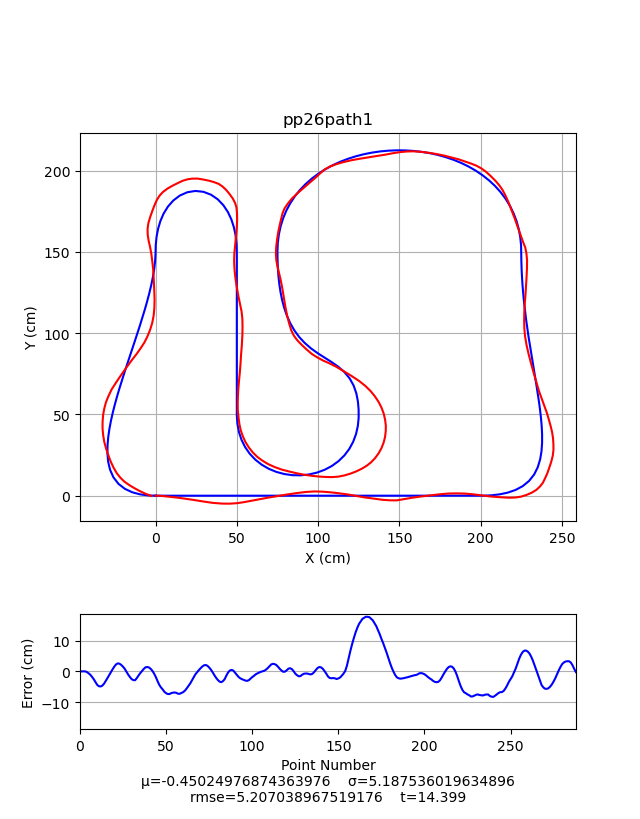 pp26path1
200
150
100
50
0
Y (cm)
0 50 100 150 200 250
X (cm)
10
0
−10
Error (cm)
0 50 100 150 200 250
Point Number
μ=-0.45024976874363976 σ=5.187536019634896
rmse=5.207038967519176 t=14.399